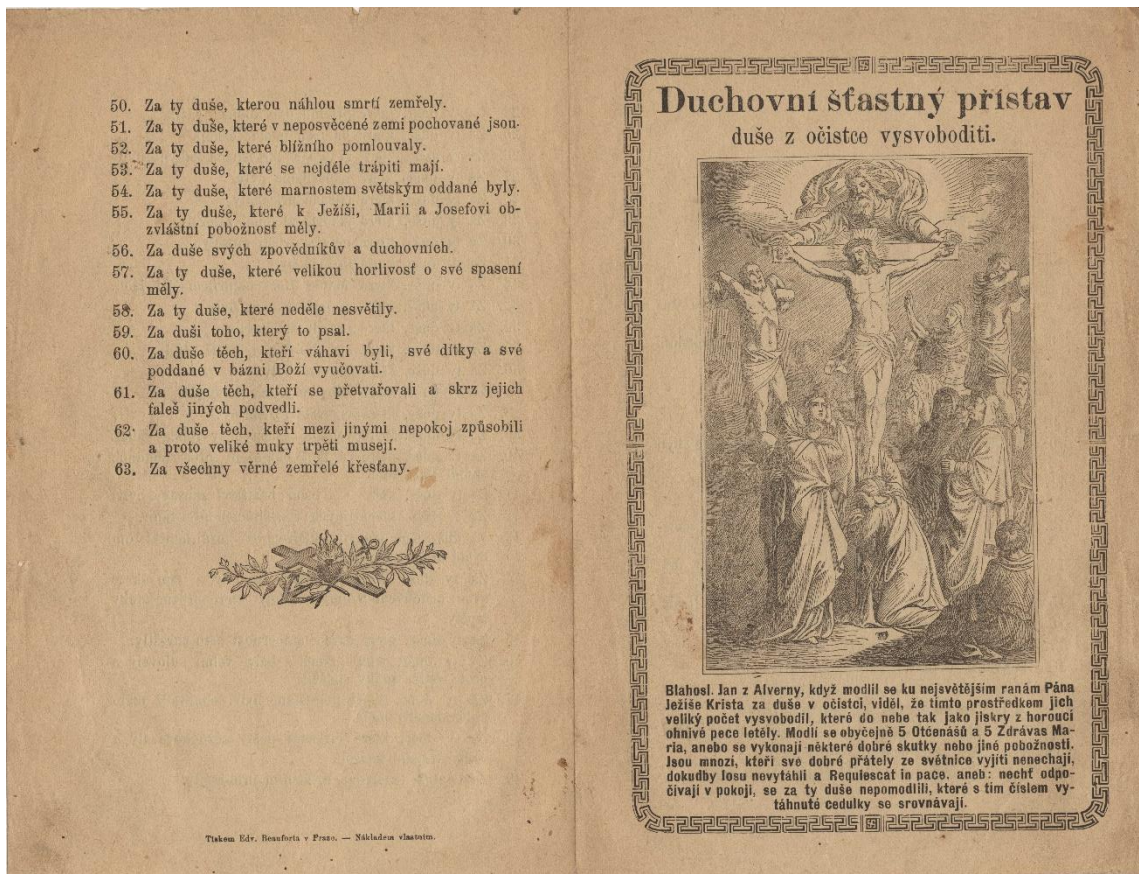 50. Za ty duše, kterou náhlou smrtí zemřely.
51. Za ty duše, které v neposvěcené zemi pochované jsou.
52. Za ty duše, které bližního pomlouvaly.
53. Za ty duše, které se nejdéle trápiti mají.
54. Za ty duše, které marnostem světským oddané byly.
55. Za ty duše, které k Ježíši, Marii a Josefovi ob-
zvláštní pobožnosť měly.
56. Za duše svých zpovědníkův a duchovních.
57. Za ty duše, které velikou horlivosť o své spasení
měly.
58. Za ty duše, které neděle nesvětily.
59. Za duši toho, který to psal.
60. Za duše těch, kteří váhaví byli, své dítky a své
poddané v bázni Boží vyučovati.
61. Za duše těch, kteří se přetvařovali a skrz jejich
faleš jiných podvedli.
62. Za duše těch, kteří mezi jinými nepokoj způsobili
a proto veliké muky trpěti musejí.
63. Za všechny věrné zemřelé křesťany.
Tiskem Edv. Beauforta v Praze. — Nákladem vlastním.
Duchovní šťastný přístav
duše z očistce vysvoboditi.
Blahosl. Jan z Alverny, když modlil se ku nejsvětějším ranám Pána
Ježiše Krista za duše v očistci, viděl, že tímto prostředkem jich
veliký počet vysvobodil, které do nebe tak jako jiskry z horoucí
ohnivé pece letěly. Modlí se obyčejně 5 Otčenášů a 5 Zdrávas Ma-
ria, anebo se vykonají některé dobré skutky nebo jiné pobožnosti.
Jsou mnozí, kteří své dobré přátely ze světnice vyjíti nenechají,
dokudby losu nevytáhli a Requiescat in pace. aneb: nechť odpo-
čívají v pokoji, se za ty duše nepomodlili, které s tím číslem vy-
táhnuté cedulky se srovnávají.